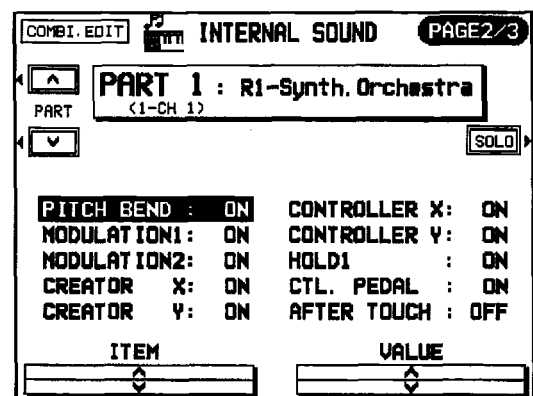 COMBI.EDIT INTERNAL SOUND PAGE2/3
PART 1 : R1-Synth.Orchestra
(1-CH 1)
PART
SOLO
PITCH BEND : ON CONTROLLER X: ON
MODULATION1: ON CONTROLLER Y: ON
MODULATION2: ON HOLD1 : ON
CREATOR X: ON CTL. PEDAL : ON
CREATOR Y: ON AFTER TOUCH : OFF
ITEM VALUE